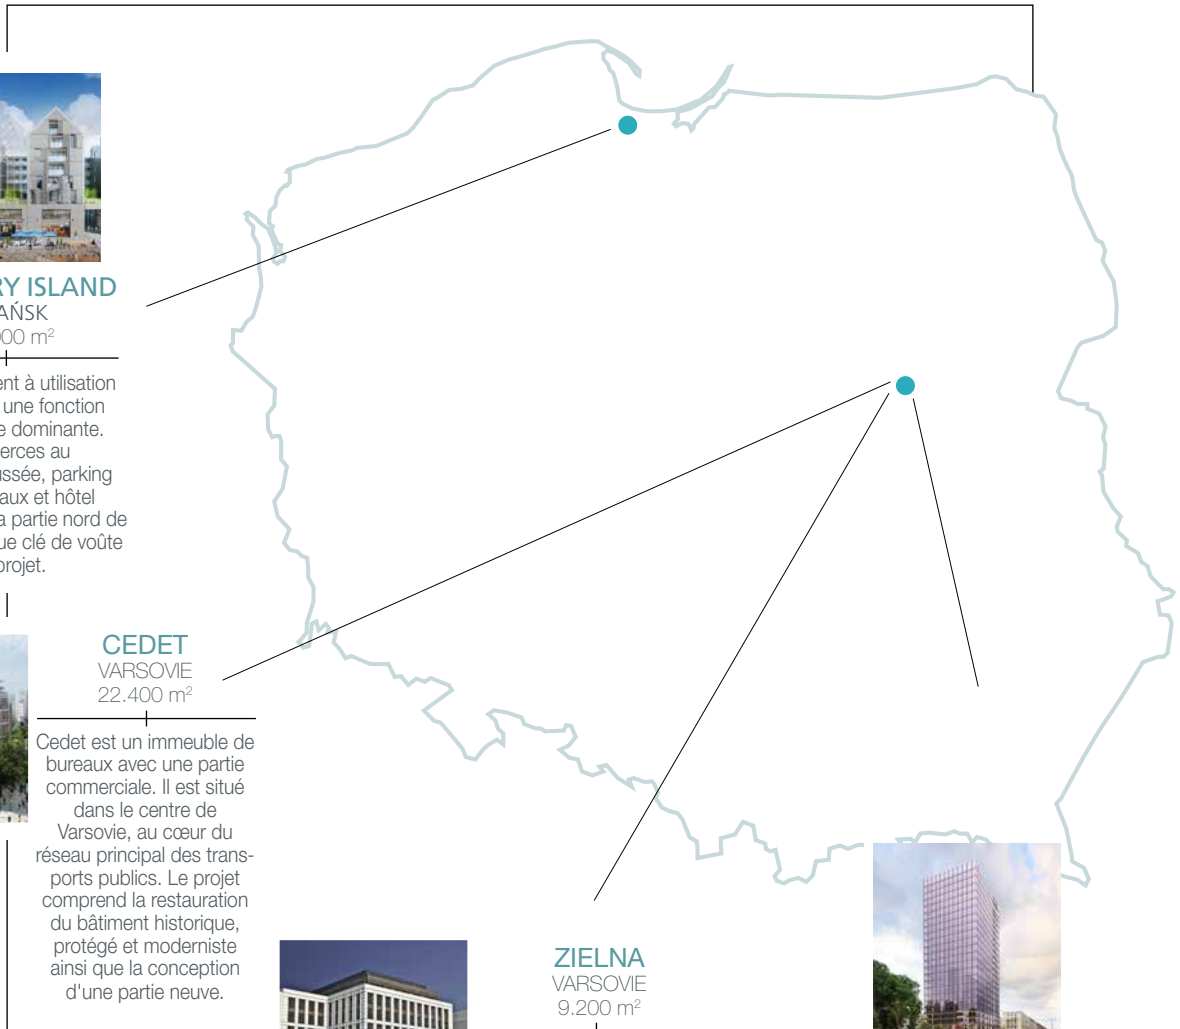 RY ISLAND
AŃSK
000 m²
ent à utilisation
une fonction
e dominante.
erces au
ussée, parking
aux et hôtel
a partie nord de
ue clé de voûte
projet.
CEDET
VARSOVIE
22.400 m²
Cedet est un immeuble de
bureaux avec une partie
commerciale. Il est situé
dans le centre de
Varsovie, au cœur du
réseau principal des trans-
ports publics. Le projet
comprend la restauration
du bâtiment historique,
protégé et moderniste
ainsi que la conception
d'une partie neuve.
ZIELNA
VARSOVIE
9.200 m²